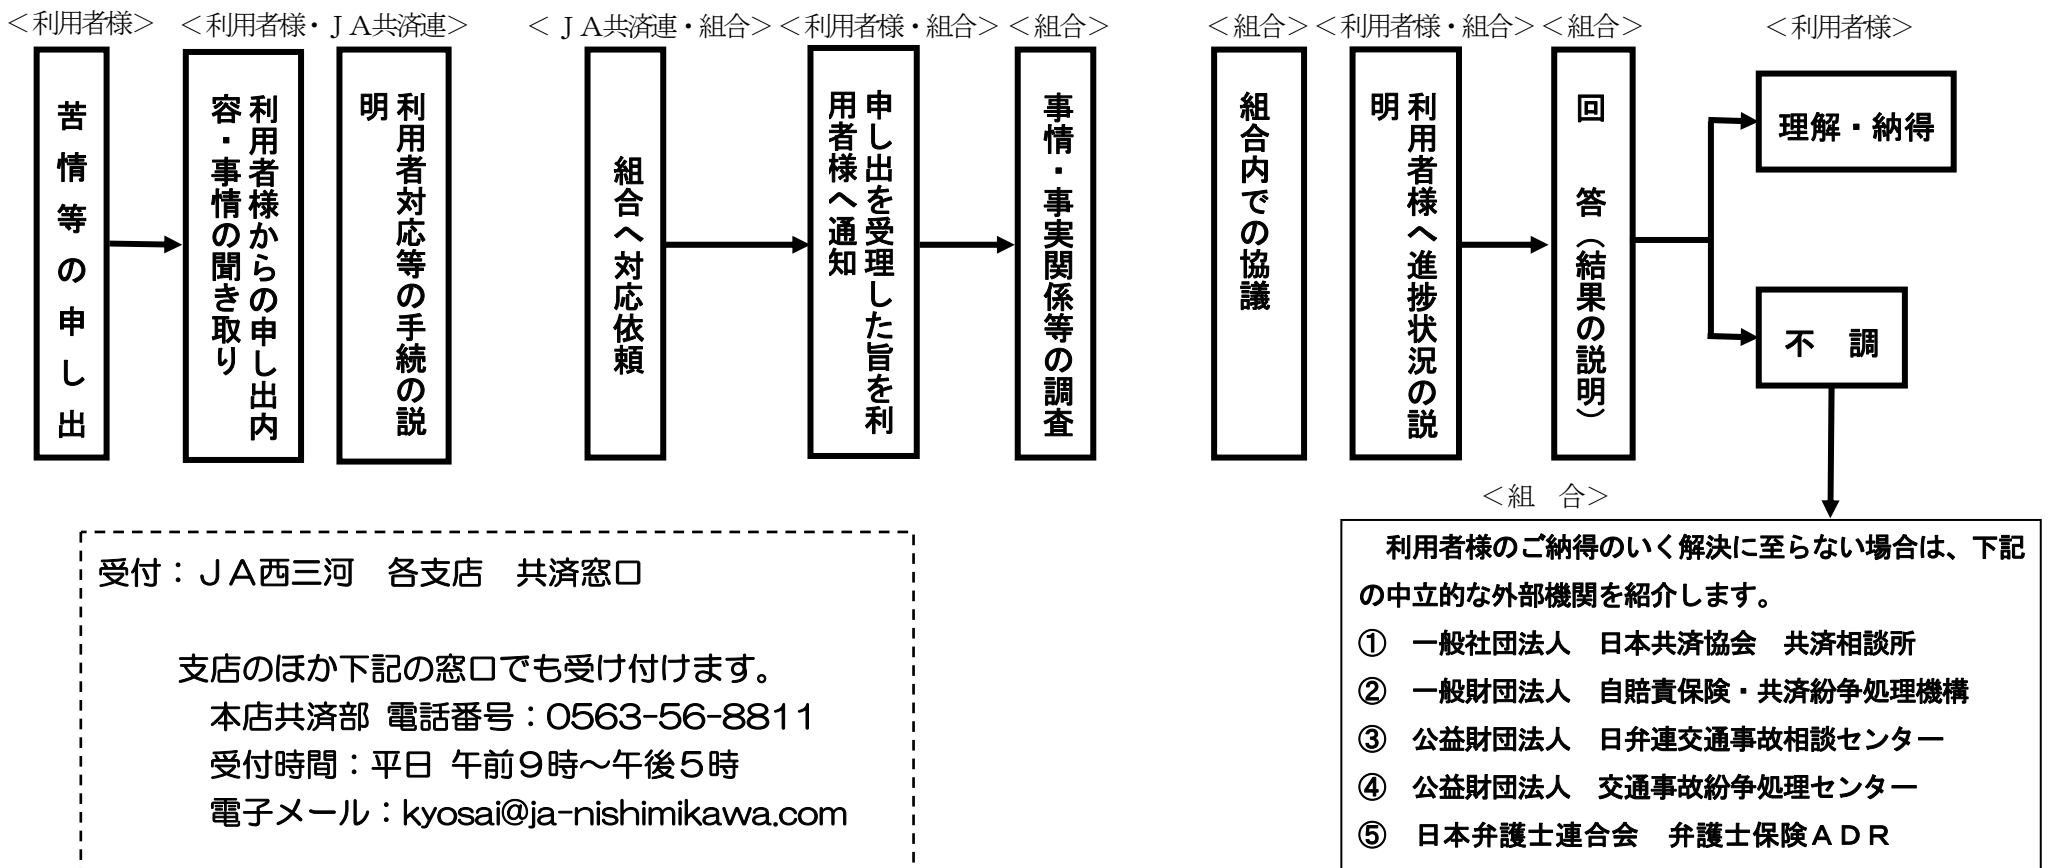 ＜利用者様＞
＜利用者様・ＪＡ共済連＞
＜ＪＡ共済連・組合＞
＜利用者様・組合＞
＜組合＞
＜組合＞
＜利用者様・組合＞
＜組合＞
＜利用者様＞
苦情等の申し出
利用者様からの申し出内
容・事情の聞き取り
利用者対応等の手続の説
明
組合へ対応依頼
申し出を受理した旨を利
用者様へ通知
事情・事実関係等の調査
組合内での協議
利用者様へ進捗状況の説
明
回　答（結果の説明）
理解・納得
不　調
＜組　合＞
利用者様のご納得のいく解決に至らない場合は、下記
の中立的な外部機関を紹介します。
①　一般社団法人　日本共済協会　共済相談所
②　一般財団法人　自賠責保険・共済紛争処理機構
③　公益財団法人　日弁連交通事故相談センター
④　公益財団法人　交通事故紛争処理センター
⑤　日本弁護士連合会　弁護士保険ＡＤＲ
受付：ＪＡ西三河　各支店　共済窓口
支店のほか下記の窓口でも受け付けます。
本店共済部 電話番号：0563-56-8811
受付時間：平日 午前９時～午後５時
電子メール：kyosai@ja-nishimikawa.com